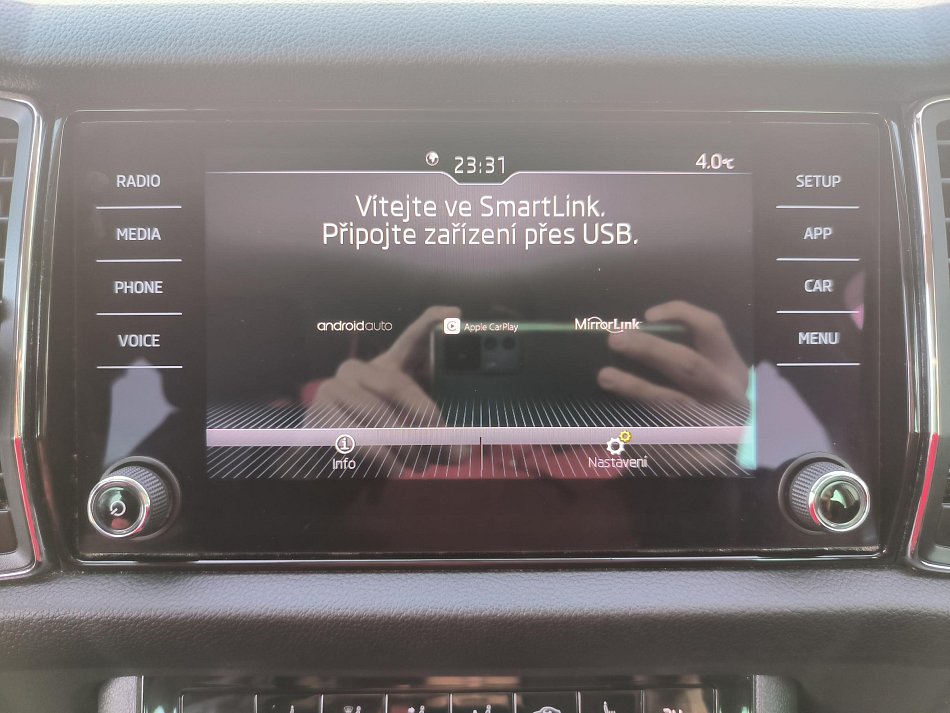 23:31
4.0°C
RADIO
MEDIA
PHONE
VOICE
Vítejte ve SmartLink.
Připojte zařízení přes USB.
androidauto
Apple CarPlay
MirrorLink
Info
Nastavení
SETUP
APP
CAR
MENU